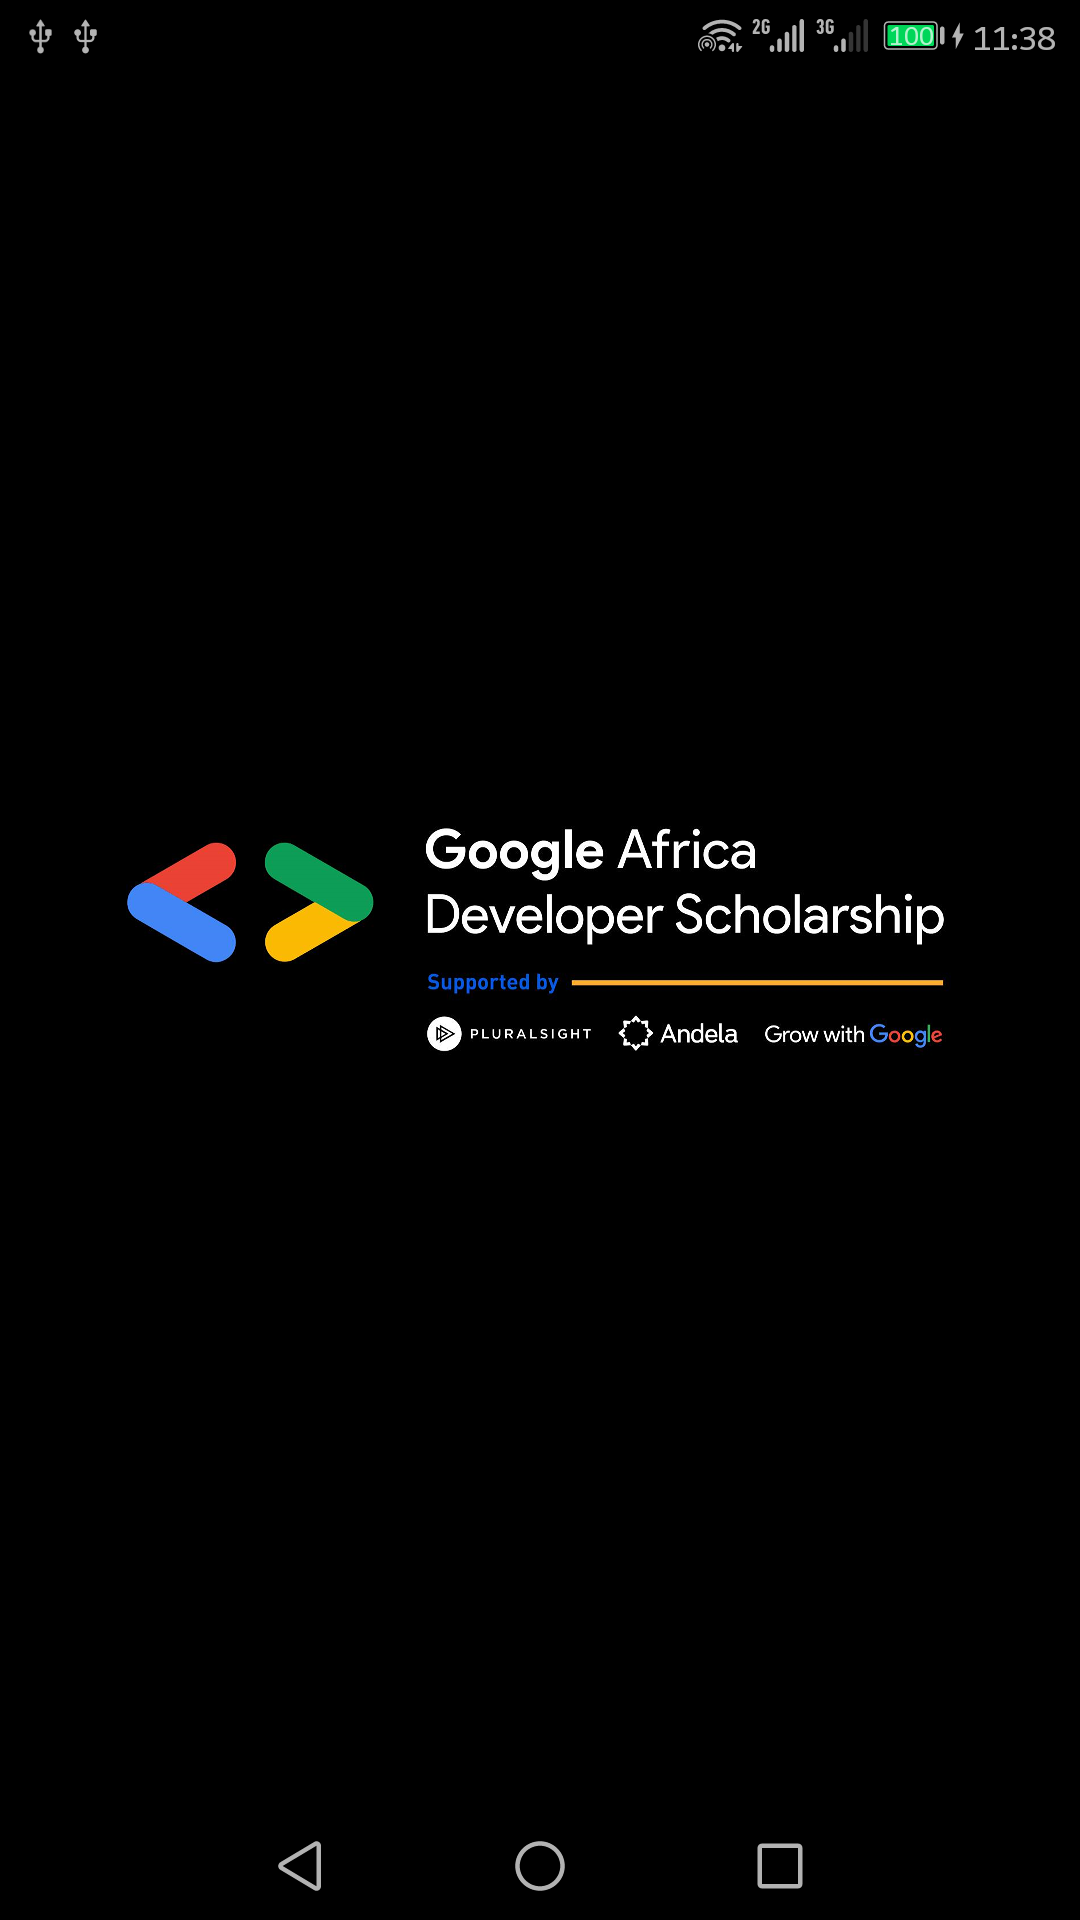 2G 3G 100 11:38
Google Africa
Developer Scholarship
Supported by
PLURALSIGHT Andela Grow with Google